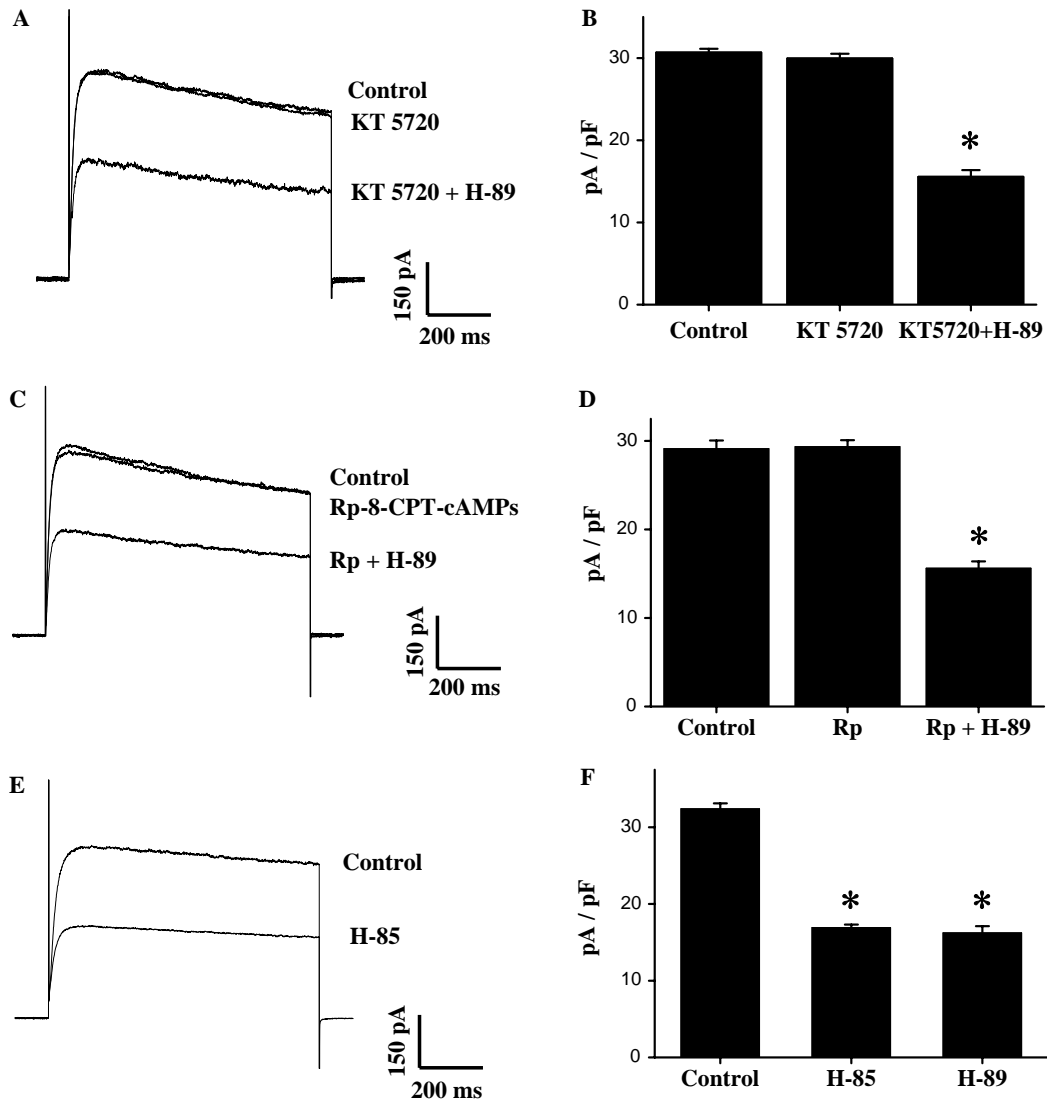 A
Control
KT 5720
KT 5720 + H-89
150 pA
200 ms
B
pA / pF
30
20
10
0
*
Control KT 5720 KT5720+H-89
C
Control
Rp-8-CPT-cAMPs
Rp + H-89
150 pA
200 ms
D
pA / pF
30
20
10
0
*
Control Rp Rp + H-89
E
Control
H-85
150 pA
200 ms
F
pA / pF
30
20
10
0
* *
Control H-85 H-89